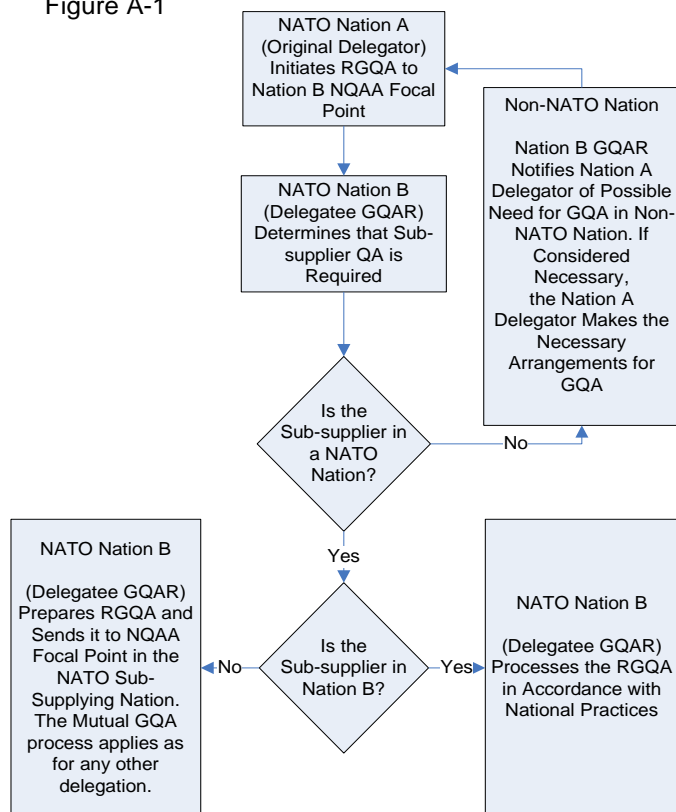 Figure A-1
NATO Nation A
(Original Delegator)
Initiates RGQA to
Nation B NQAA Focal
Point
Non-NATO Nation
Nation B GQAR
Notifies Nation A
Delegator of Possible
Need for GQA in Non-
NATO Nation. If
Considered
Necessary,
the Nation A
Delegator Makes the
Necessary
Arrangements for
GQA
NATO Nation B
(Delegatee GQAR)
Determines that Sub-
supplier QA is
Required
Is the
Sub-supplier in
a NATO
Nation?
No
Yes
NATO Nation B
(Delegatee GQAR)
Prepares RGQA and
Sends it to NQAA
Focal Point in the
NATO Sub-
Supplying Nation.
The Mutual GQA
process applies as
for any other
delegation.
No
Is the
Sub-supplier in
Nation B?
Yes
NATO Nation B
(Delegatee GQAR)
Processes the RGQA
in Accordance with
National Practices